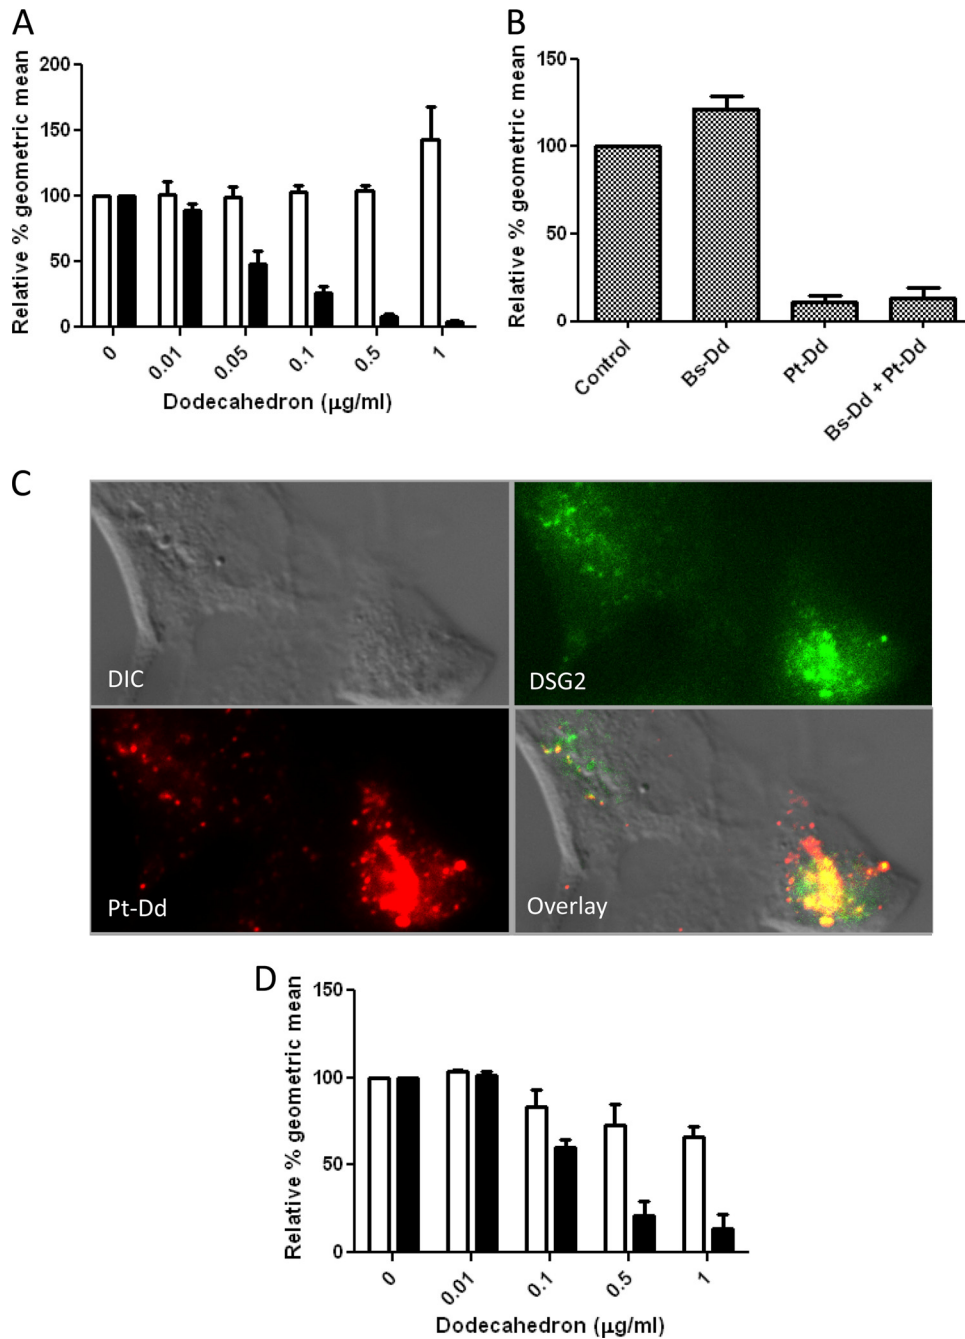 A
Relative % geometric mean
200
150
100
50
0
0
0.01
0.05
0.1
0.5
1
Dodecahedron (μg/ml)
B
Relative % geometric mean
150
100
50
0
Control
Bs-Dd
Pt-Dd
Bs-Dd + Pt-Dd
C
DIC
DSG2
Pt-Dd
Overlay
D
Relative % geometric mean
150
100
50
0
0
0.01
0.1
0.5
1
Dodecahedron (μg/ml)